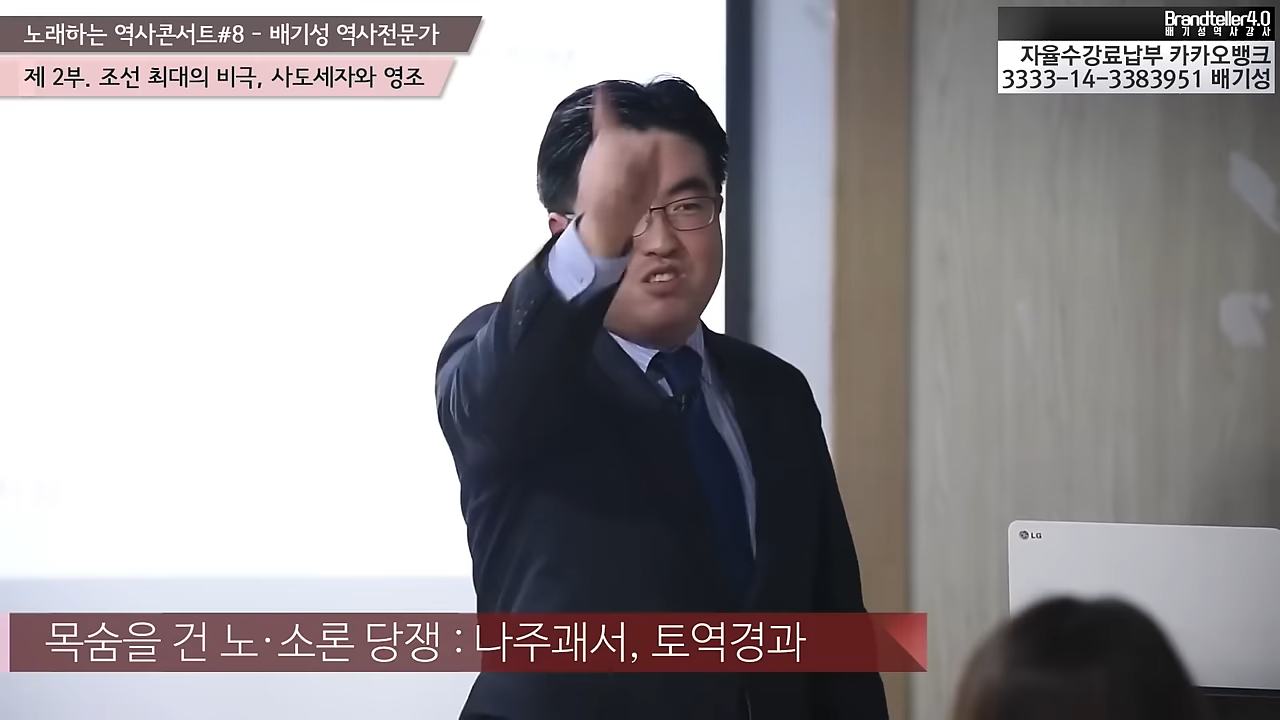 노래하는 역사콘서트#8 - 배기성 역사전문가
제 2부. 조선 최대의 비극, 사도세자와 영조
Brandteller4.0
배기성역사강사
자율수강료납부 카카오뱅크
3333-14-3383951 배기성
LG
목숨을 건 노·소론 당쟁 : 나주괘서, 토역경과